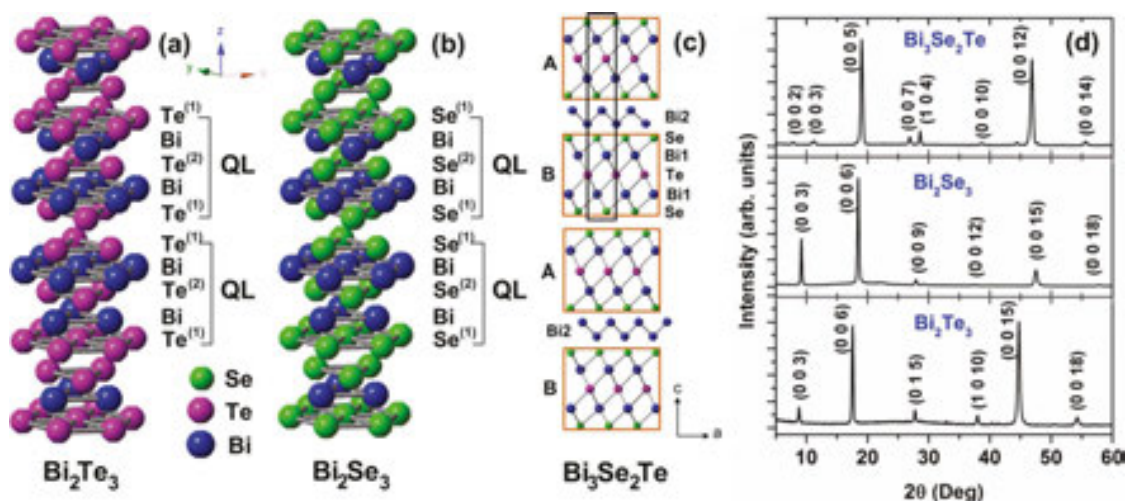 (a)
z
y
Te(1)
Bi
Te(2)
Bi
Te(1)
QL
Te(1)
Bi
Te(2)
Bi
Te(1)
QL
Se
Te
Bi
Bi2Te3
(b)
Se(1)
Bi
Se(2)
Bi
Se(1)
QL
Se(1)
Bi
Se(2)
Bi
Se(1)
QL
Bi2Se3
(c)
A
Bi2
B
Se
Bi1
Te
Bi1
Se
A
Bi2
B
c
a
Bi3Se2Te
(d)
Intensity (arb. units)
Bi3Se2Te
(0 0 2)
(0 0 3)
(0 0 5)
(0 0 7)
(1 0 4)
(0 0 10)
(0 0 12)
(0 0 14)
Bi2Se3
(0 0 3)
(0 0 6)
(0 0 9)
(0 0 12)
(0 0 15)
(0 0 18)
Bi2Te3
(0 0 3)
(0 0 6)
(0 1 5)
(1 0 10)
(0 0 15)
(0 0 18)
10 20 30 40 50 60
2θ (Deg)